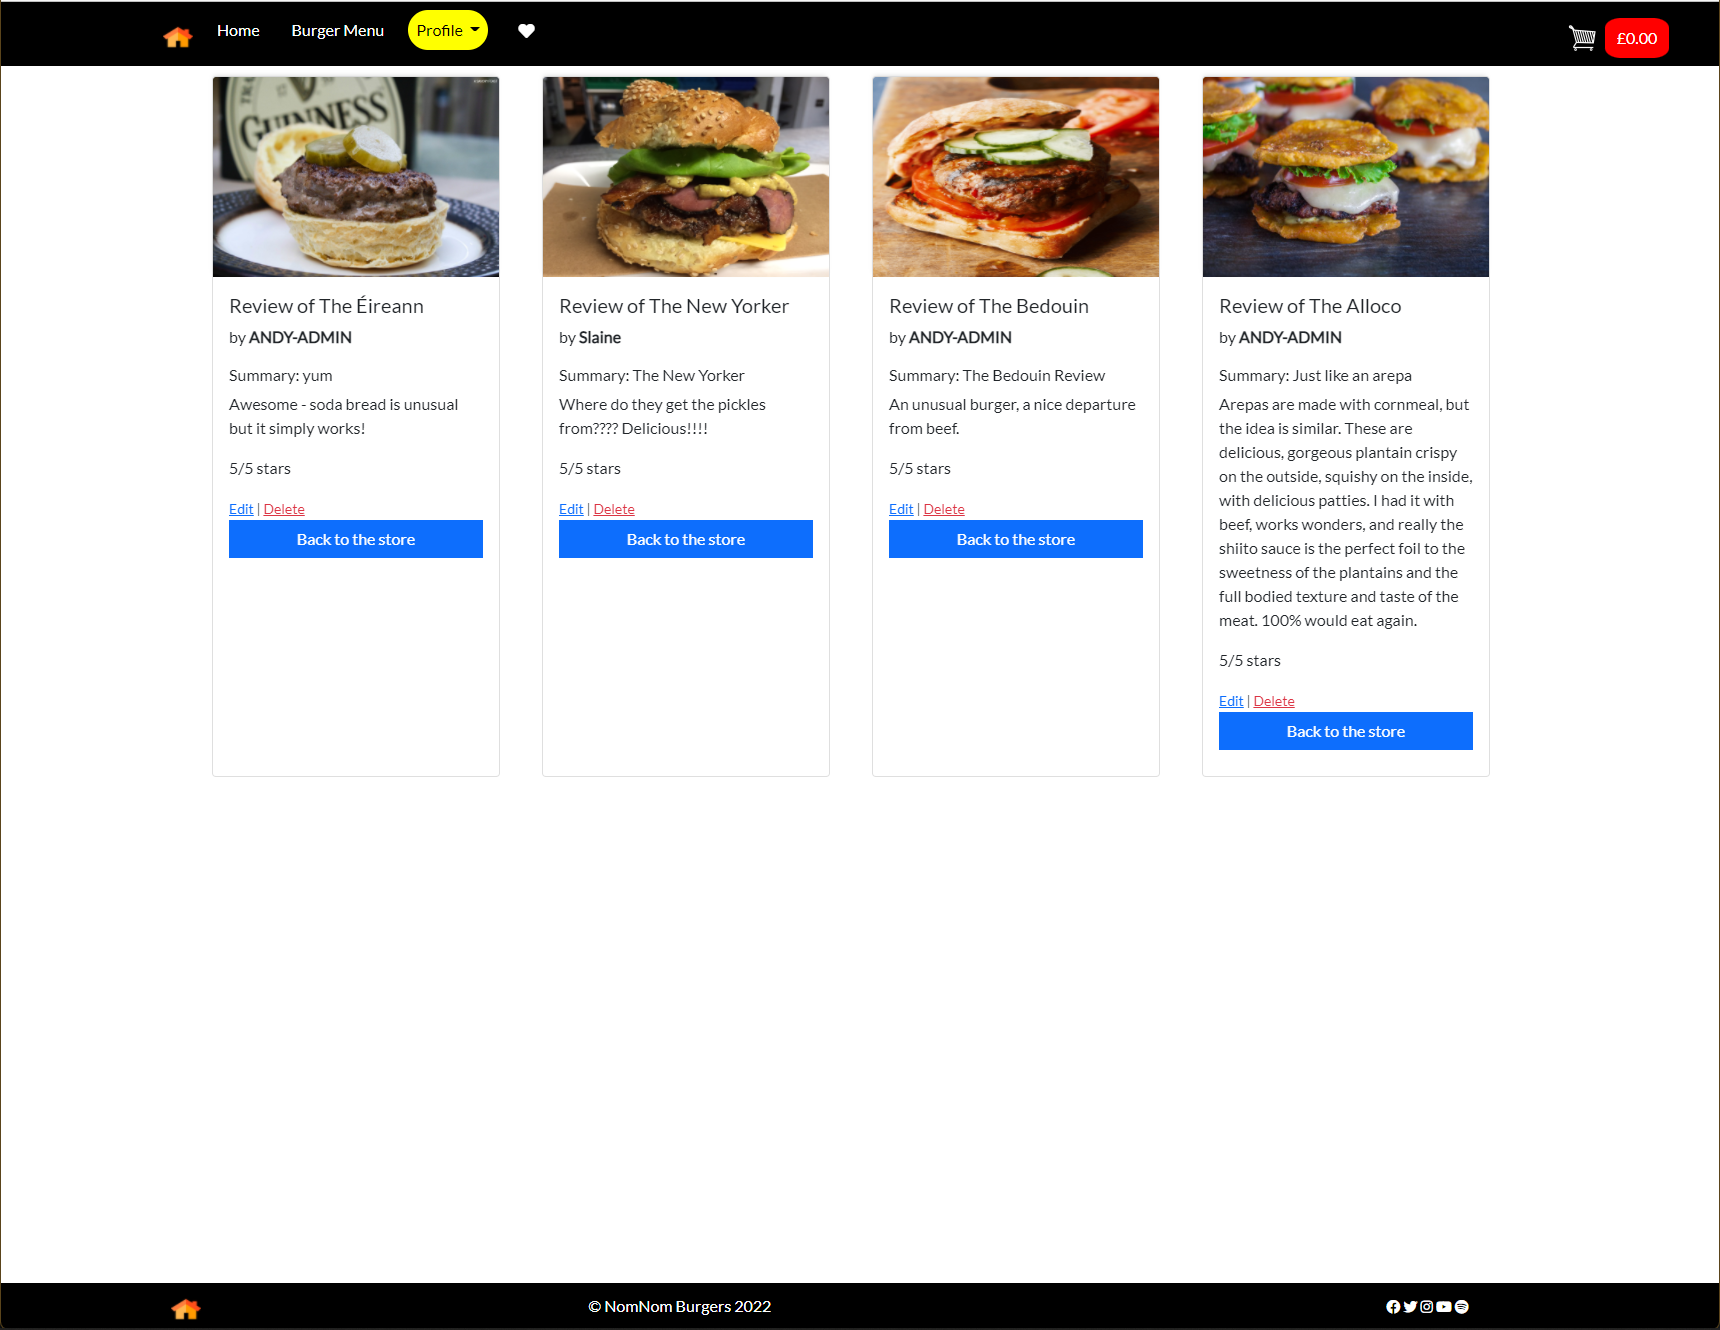 Home
Burger Menu
Profile
£0.00
GUINNESS
Review of The Éireann
by ANDY-ADMIN
Summary: yum
Awesome - soda bread is unusual
but it simply works!
5/5 stars
Edit | Delete
Back to the store
Review of The New Yorker
by Slaine
Summary: The New Yorker
Where do they get the pickles
from???? Delicious!!!!
5/5 stars
Edit | Delete
Back to the store
Review of The Bedouin
by ANDY-ADMIN
Summary: The Bedouin Review
An unusual burger, a nice departure
from beef.
5/5 stars
Edit | Delete
Back to the store
Review of The Alloco
by ANDY-ADMIN
Summary: Just like an arepa
Arepas are made with cornmeal, but
the idea is similar. These are
delicious, gorgeous plantain crispy
on the outside, squishy on the inside,
with delicious patties. I had it with
beef, works wonders, and really the
shiito sauce is the perfect foil to the
sweetness of the plantains and the
full bodied texture and taste of the
meat. 100% would eat again.
5/5 stars
Edit | Delete
Back to the store
© NomNom Burgers 2022